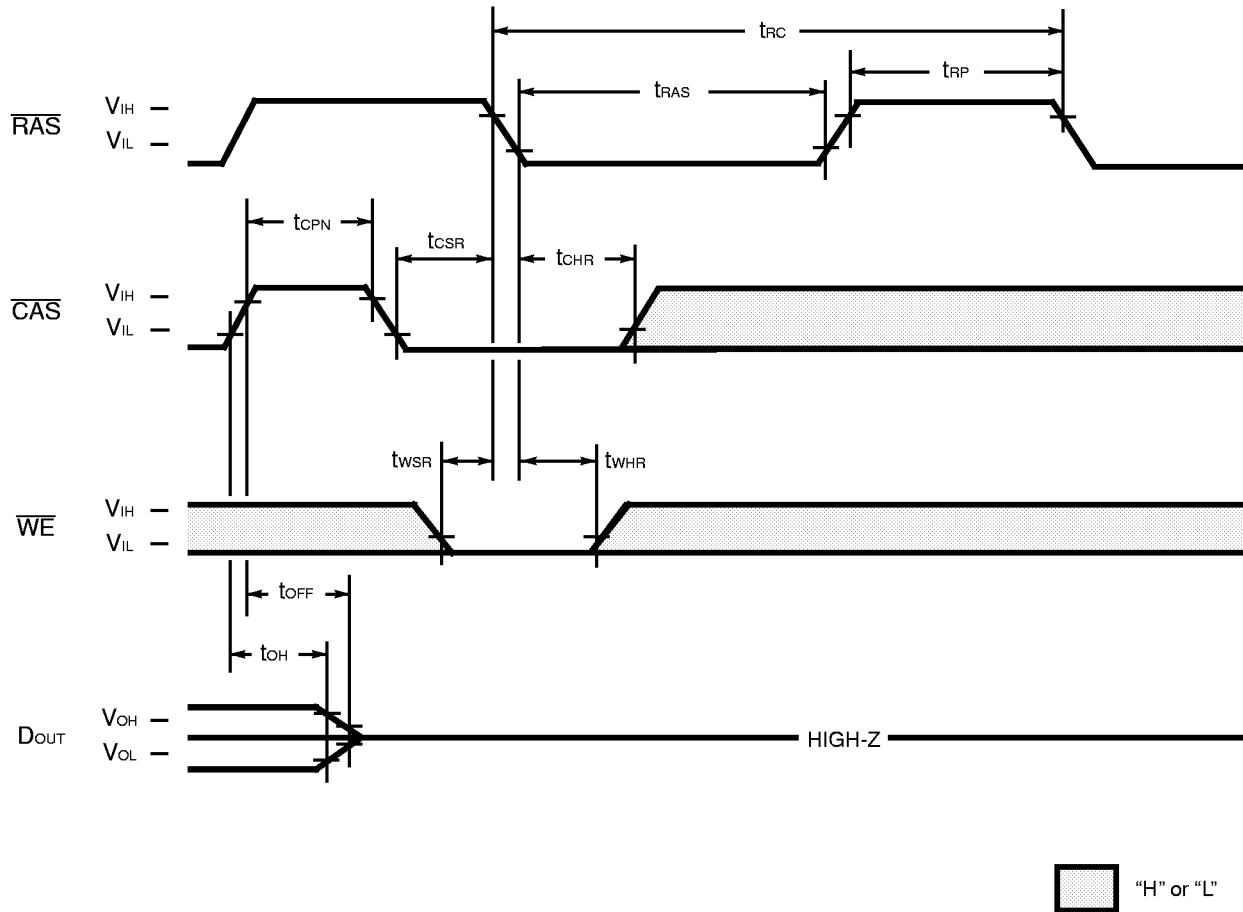 tRC
tRP
tRAS
RAS
VIH
VIL
tCPN
tCSR
tCHR
CAS
VIH
VIL
tWSR
tWHR
WE
VIH
VIL
tOFF
tOH
DOUT
VOH
VOL
HIGH-Z
“H” or “L”